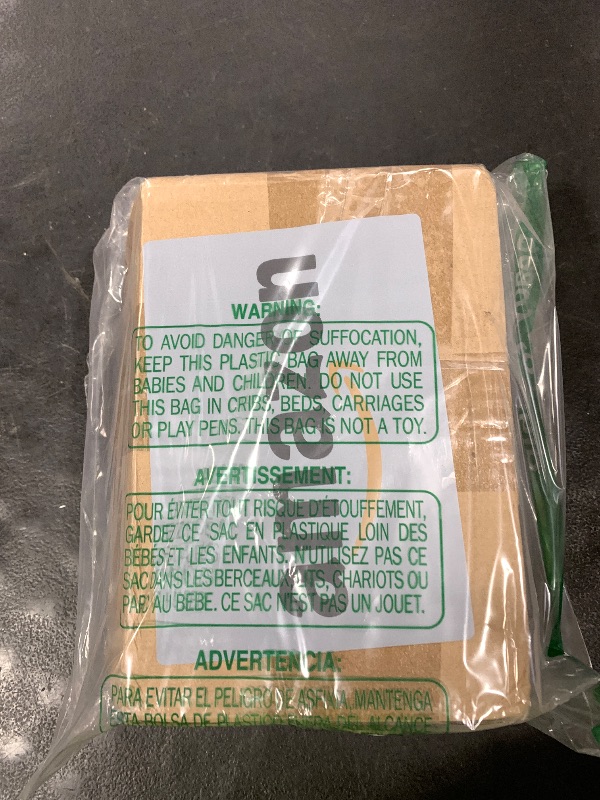 WARNING:
TO AVOID DANGER OF SUFFOCATION,
KEEP THIS PLASTIC BAG AWAY FROM
BABIES AND CHILDREN. DO NOT USE
THIS BAG IN CRIBS, BEDS, CARRIAGES
OR PLAY PENS. THIS BAG IS NOT A TOY.
AVERTISSEMENT:
POUR ÉVITER TOUT RISQUE D'ÉTOUFFEMENT,
GARDEZ CE SAC EN PLASTIQUE LOIN DES
BÉBÉS ET LES ENFANTS. N'UTILISEZ PAS CE
SAC DANS LES BERCEAUX, LITS, CHARIOTS OU
PAR AU BEBE. CE SAC N'EST PAS UN JOUET.
ADVERTENCIA:
PARA EVITAR EL PELIGRO DE ASFIXIA, MANTENGA
ESTA BOLSA DE PLASTICO FUERA DEL ALCANCE
amazon